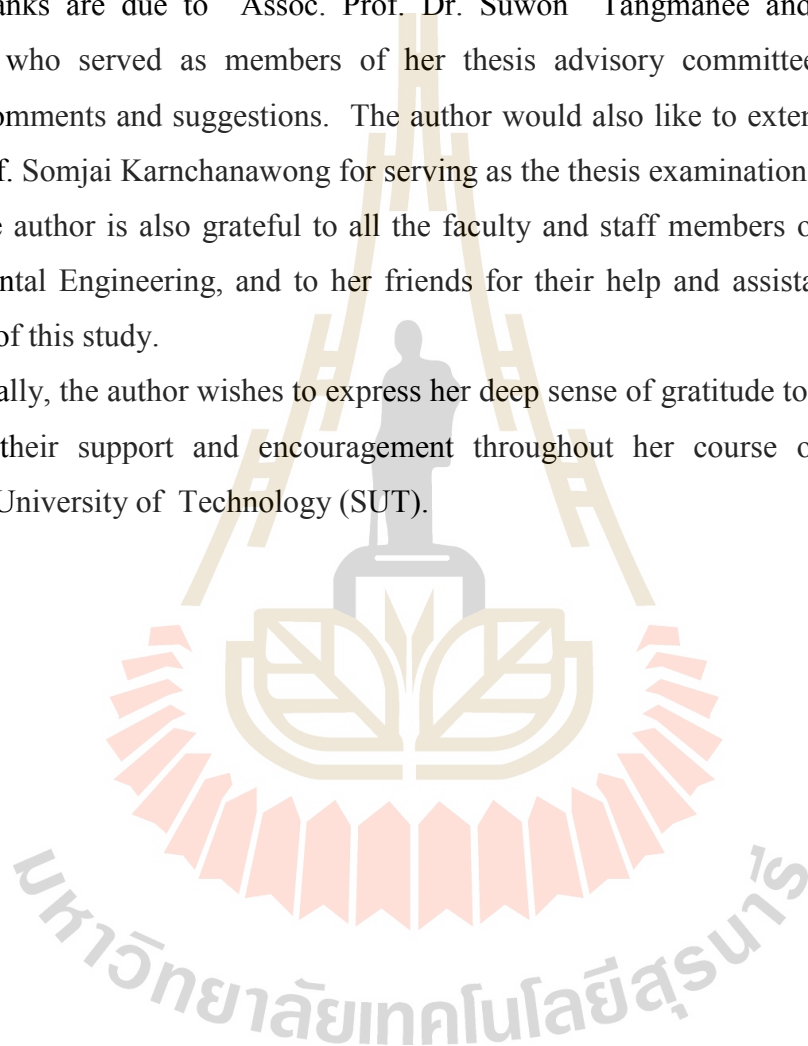 anks are due to Assoc. Prof. Dr. Suwon Tangmanee and
who served as members of her thesis advisory committee
omments and suggestions. The author would also like to exten
f. Somjai Karnchanawong for serving as the thesis examination
e author is also grateful to all the faculty and staff members o
ntal Engineering, and to her friends for their help and assista
of this study.
ally, the author wishes to express her deep sense of gratitude to
their support and encouragement throughout her course o
University of Technology (SUT).
มหาวิทยาลัยเทคโนโลยีสุรนารี